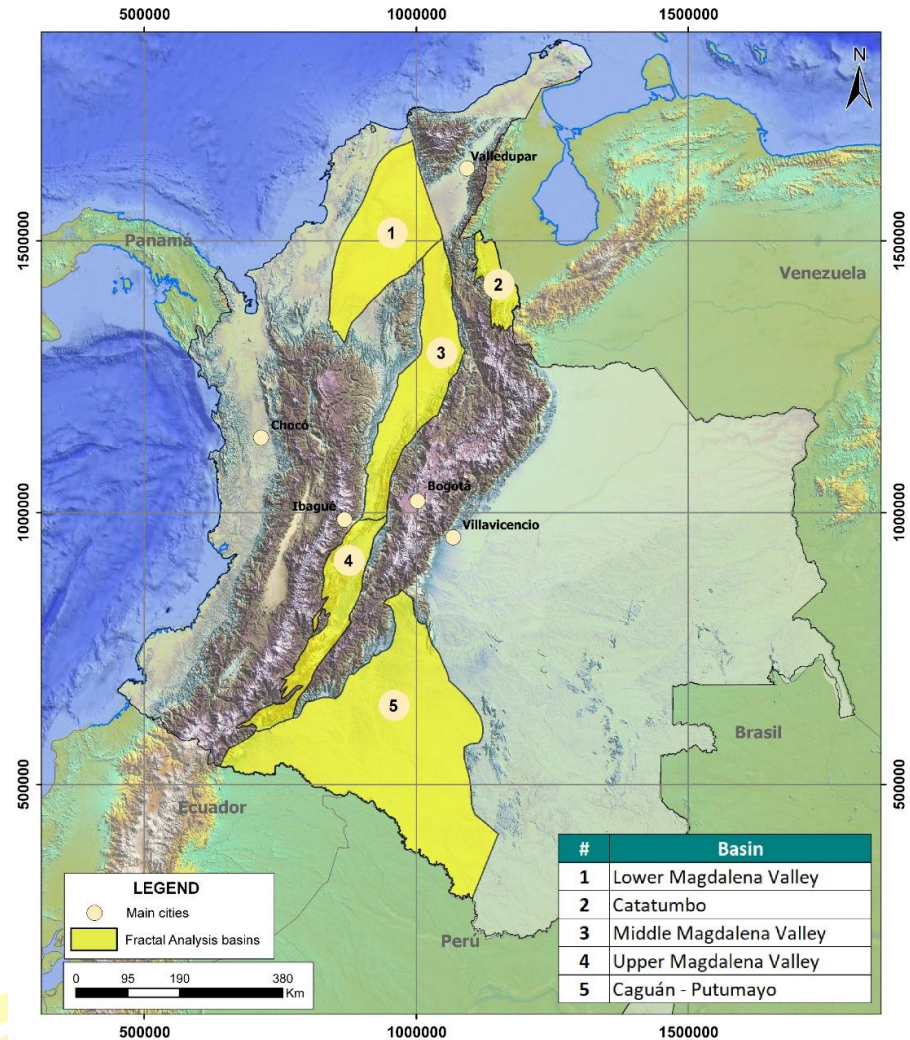 500000 1000000 1500000
N
Valledupar
1
1500000 1500000
Panamá
Venezuela
2
3
Chocó
Bogotá
Ibagué
1000000 1000000
Villavicencio
4
5
Brasil
500000 500000
Ecuador
# Basin
1 Lower Magdalena Valley
2 Catatumbo
3 Middle Magdalena Valley
4 Upper Magdalena Valley
5 Caguán - Putumayo
LEGEND
Main cities
Fractal Analysis basins
Perú
0 95 190 380
Km
500000 1000000 1500000